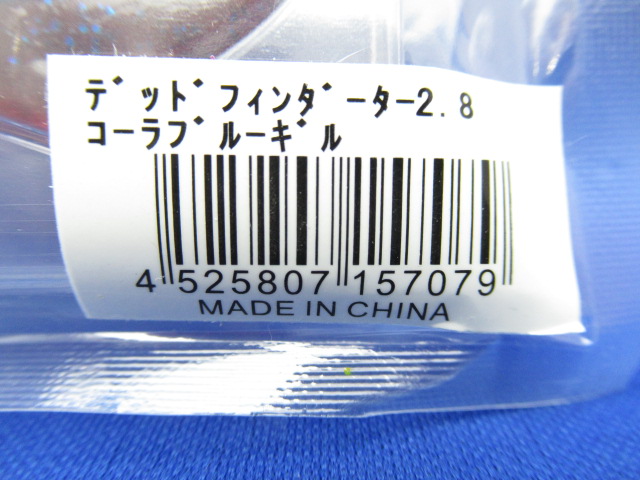 ﾃﾞｯﾄﾞﾌｨﾝﾀﾞｰﾀｰ2.8
ｺｰﾗﾌﾞﾙｰｷﾞﾙ
4 525807 157079
MADE IN CHINA